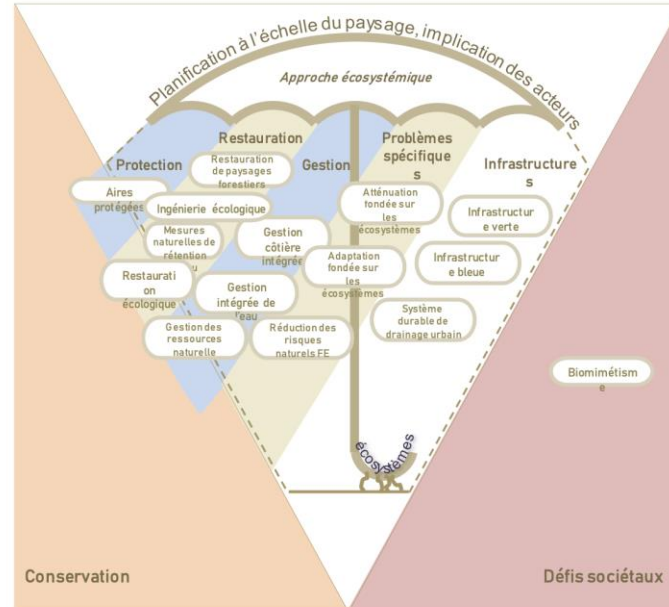 Planification à l'échelle du paysage, implication des acteurs
Approche écosystémique
Protection
Restauration
Gestion
Problèmes
spécifique
s
Infrastructure
s
Aires
protégées
Restauration
de paysages
forestiers
Ingénierie écologique
Mesures
naturelles de
rétention
au
Gestion
côtière
intégrée
Atténuation
fondée sur
les
écosystèmes
Infrastructur
e verte
Infrastructur
e bleue
Restaurati
on
écologique
Gestion
intégrée de
l'eau
Adaptation
fondée sur
les
écosystèmes
Gestion des
ressources
naturelle
Réduction des
risques
naturels FE
Système
durable de
drainage urbain
Biomimétism
e
écosystèmes
Conservation
Défis sociétaux